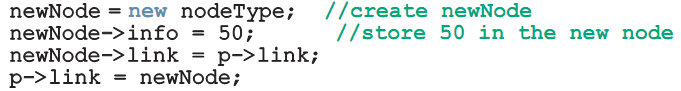 newNode = new nodeType; //create newNode
newNode->info = 50; //store 50 in the new node
newNode->link = p->link;
p->link = newNode;